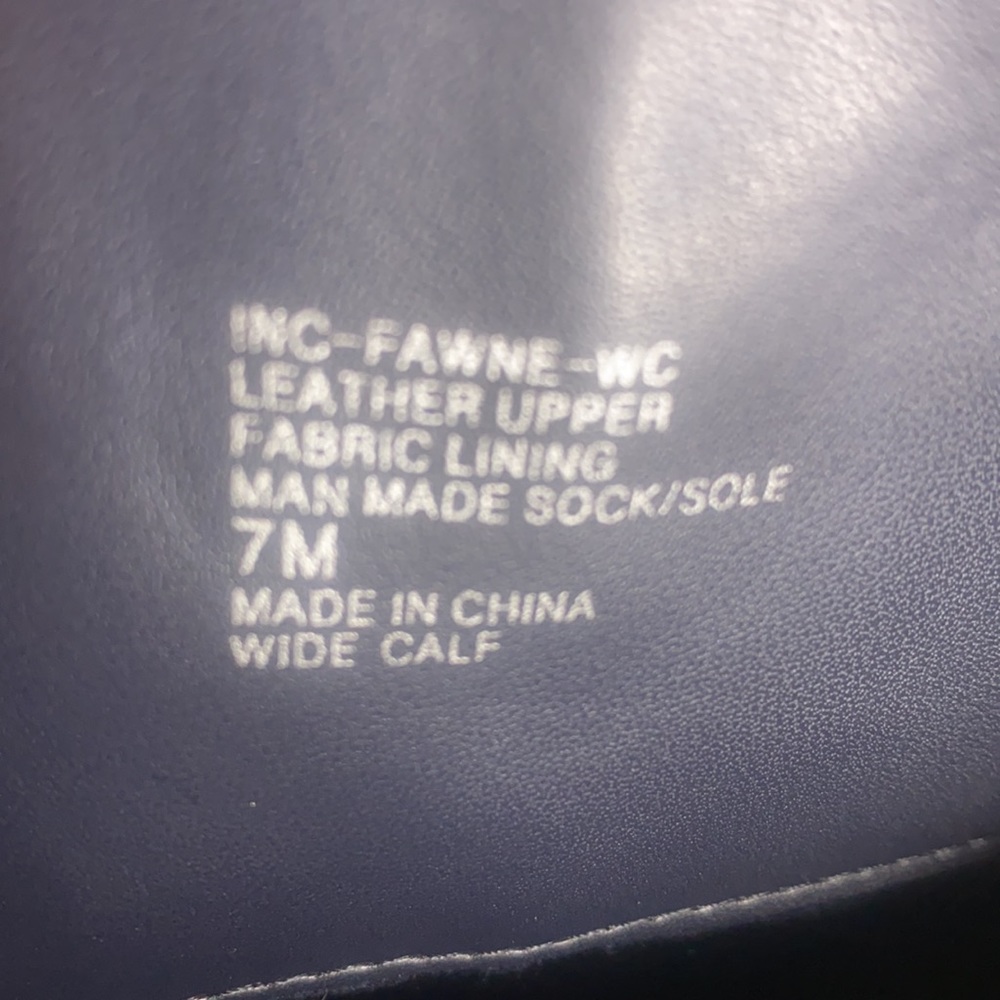 INC-FAWNE-WC
LEATHER UPPER
FABRIC LINING
MAN MADE SOCK/SOLE
7M
MADE IN CHINA
WIDE CALF